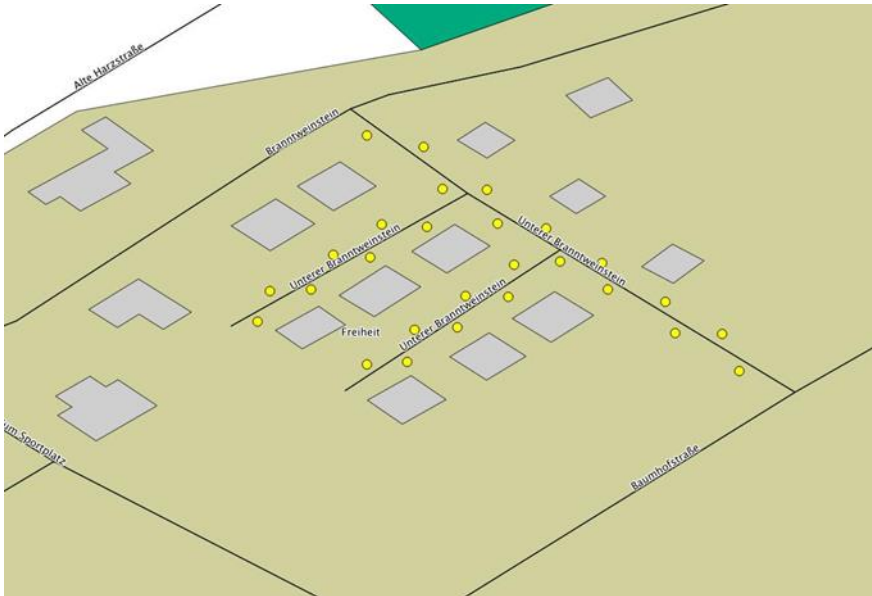 Alte Harzstraße
Branntweinstein
Unterer Branntweinstein
Unterer Branntweinstein
Unterer Branntweinstein
Freiheit
um Sportplatz
Baumhofstraße